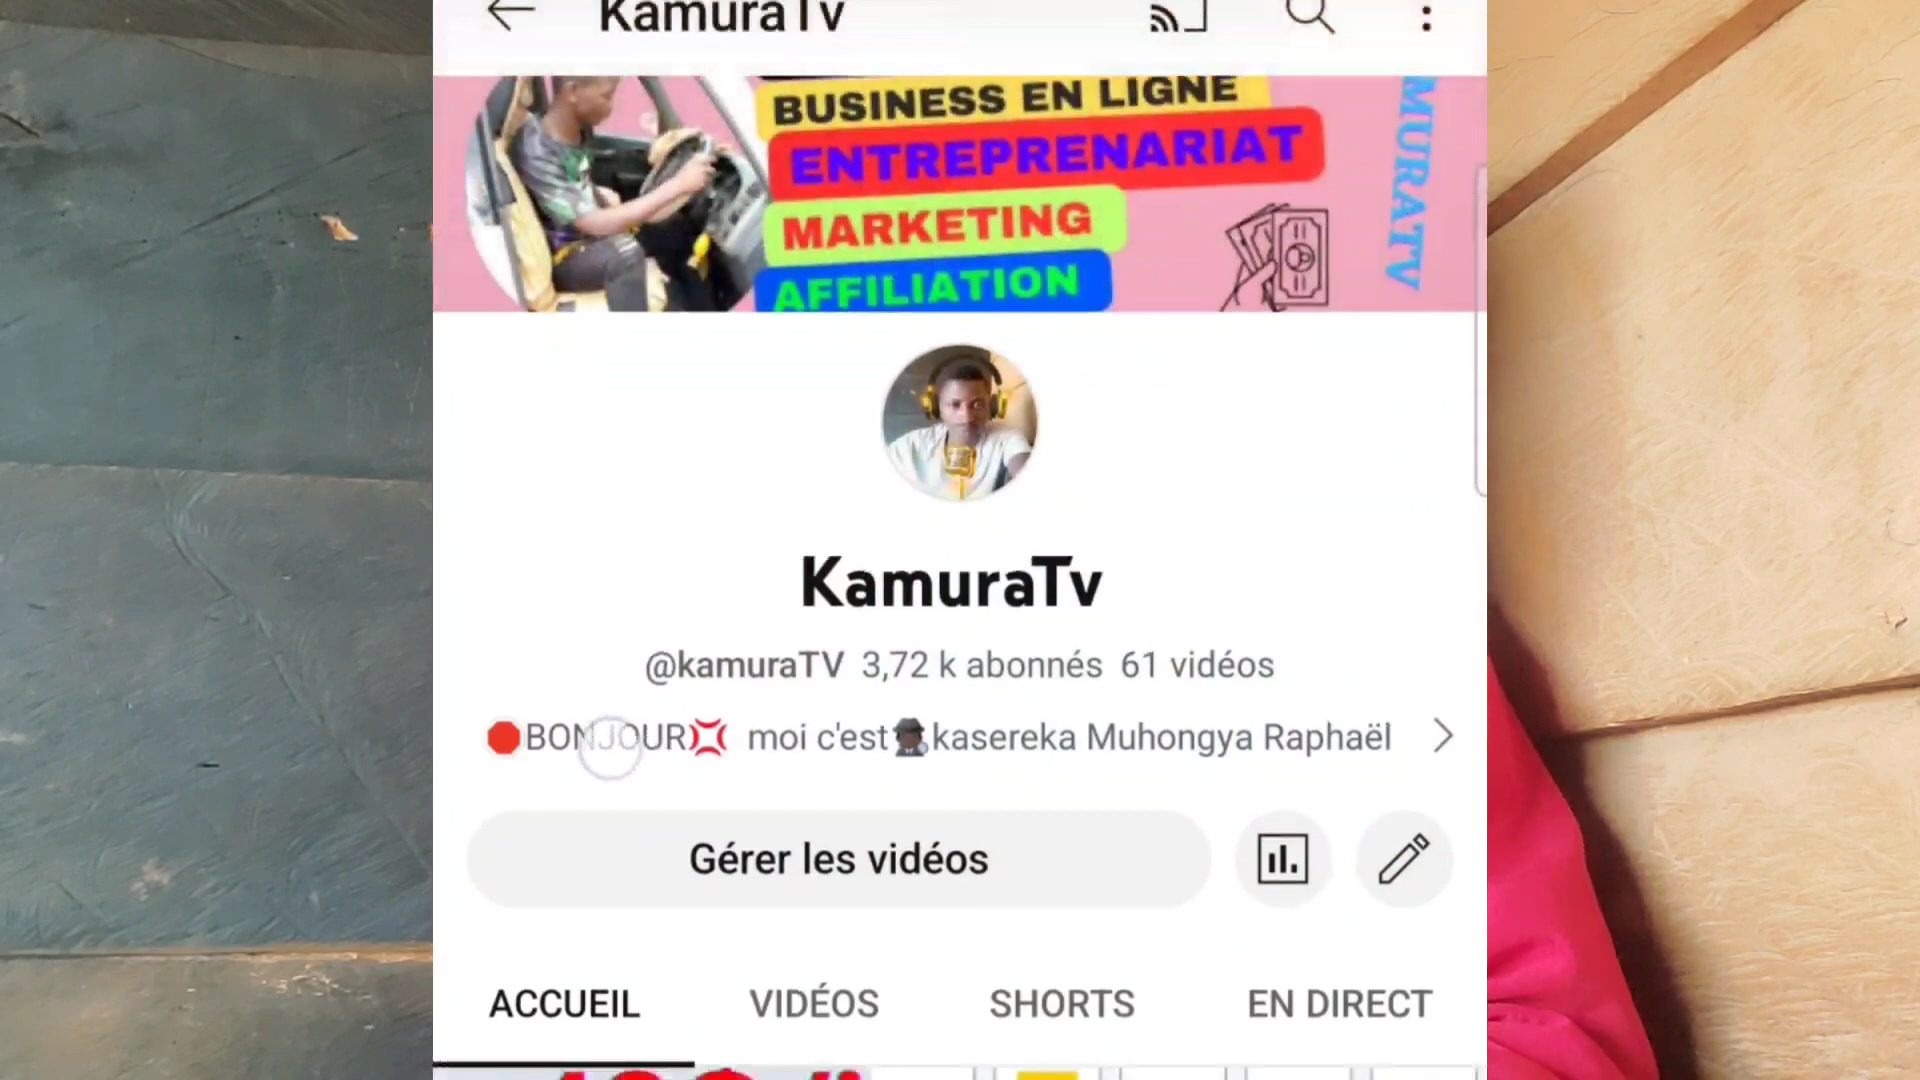 KamuraTv
BUSINESS EN LIGNE
ENTREPRENARIAT
MARKETING
AFFILIATION
MURATV
KamuraTv
@kamuraTV 3,72 k abonnés 61 vidéos
🛑BONJOUR💢 moi c'est🕵🏿kasereka Muhongya Raphaël
Gérer les vidéos
ACCUEIL VIDÉOS SHORTS EN DIRECT